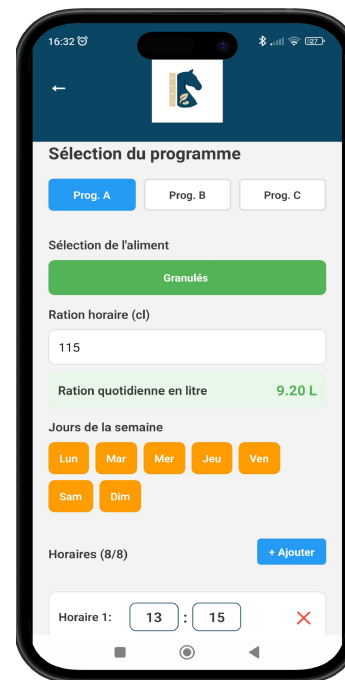 16:32
27
Sélection du programme
Prog. A Prog. B Prog. C
Sélection de l'aliment
Granulés
Ration horaire (cl)
115
Ration quotidienne en litre 9.20 L
Jours de la semaine
Lun Mar Mer Jeu Ven
Sam Dim
Horaires (8/8) + Ajouter
Horaire 1: 13 : 15